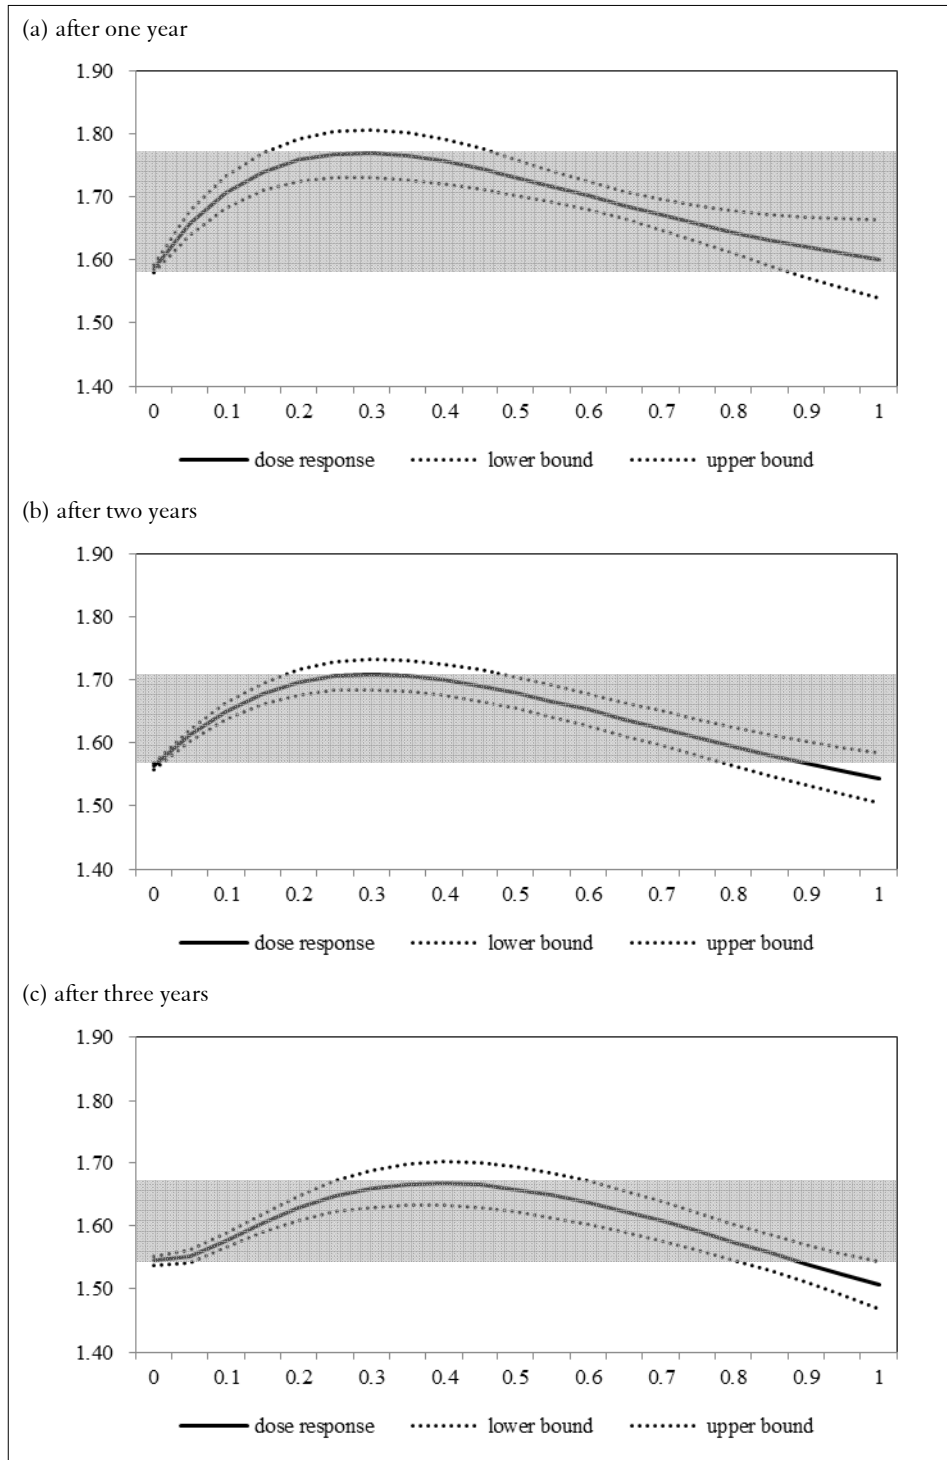 (a) after one year
1.90
1.80
1.70
1.60
1.50
1.40
0 0.1 0.2 0.3 0.4 0.5 0.6 0.7 0.8 0.9 1
dose response lower bound upper bound
(b) after two years
1.90
1.80
1.70
1.60
1.50
1.40
0 0.1 0.2 0.3 0.4 0.5 0.6 0.7 0.8 0.9 1
dose response lower bound upper bound
(c) after three years
1.90
1.80
1.70
1.60
1.50
1.40
0 0.1 0.2 0.3 0.4 0.5 0.6 0.7 0.8 0.9 1
dose response lower bound upper bound